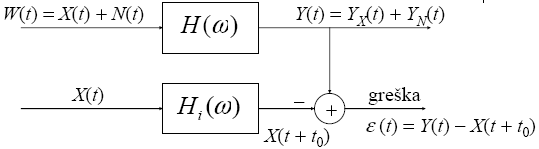 W(t) = X(t) + N(t)
H(ω)
Y(t) = Y_X(t) + Y_N(t)
X(t)
H_i(ω)
−
+
greška
X(t + t_0)
ε(t) = Y(t) − X(t + t_0)